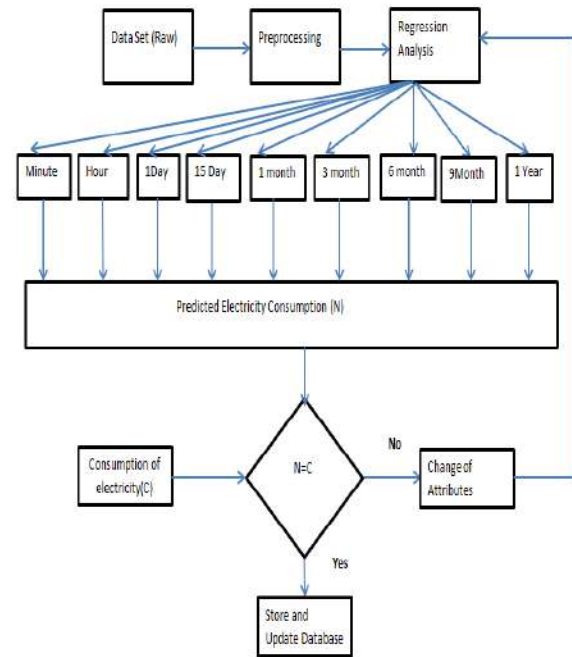 Data Set (Raw)
Preprocessing
Regression
Analysis
Minute
Hour
1Day
15 Day
1 month
3 month
6 month
9Month
1 Year
Predicted Electricity Consumption (N)
Consumption of
electricity(C)
N=C
No
Change of
Attributes
Yes
Store and
Update Database